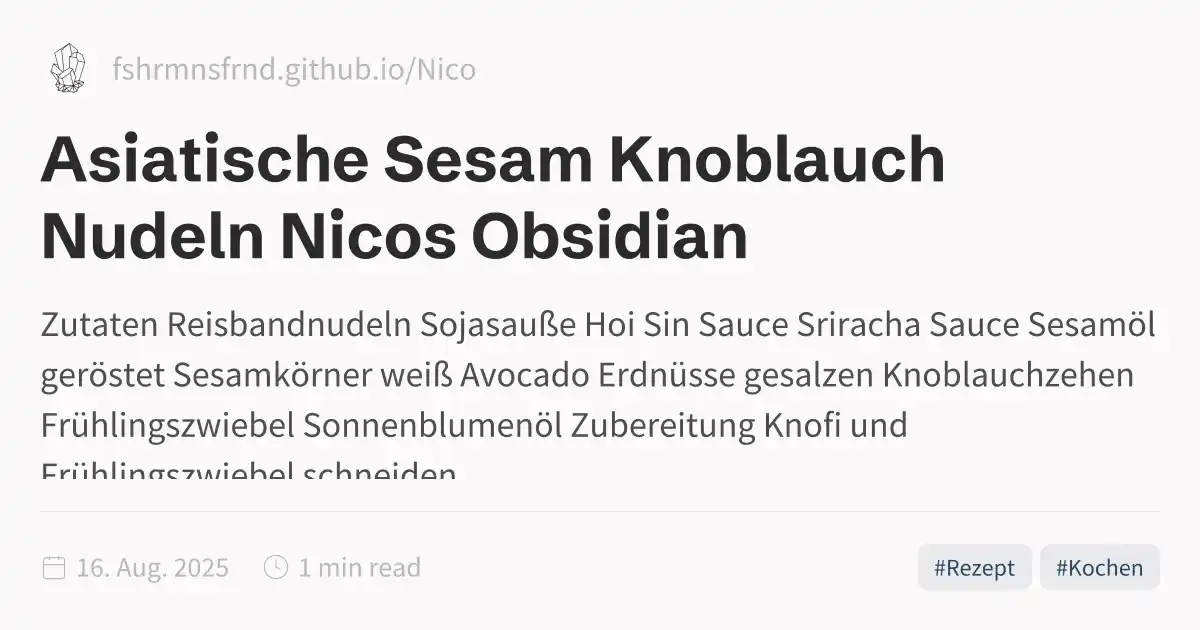 fshrmnsfrnd.github.io/Nico
Asiatische Sesam Knoblauch
Nudeln Nicos Obsidian
Zutaten Reisbandnudeln Sojasauße Hoi Sin Sauce Sriracha Sauce Sesamöl
geröstet Sesamkörner weiß Avocado Erdnüsse gesalzen Knoblauchzehen
Frühlingszwiebel Sonnenblumenöl Zubereitung Knofi und
Frühlingszwiebel schneiden
16. Aug. 2025
1 min read
#Rezept
#Kochen